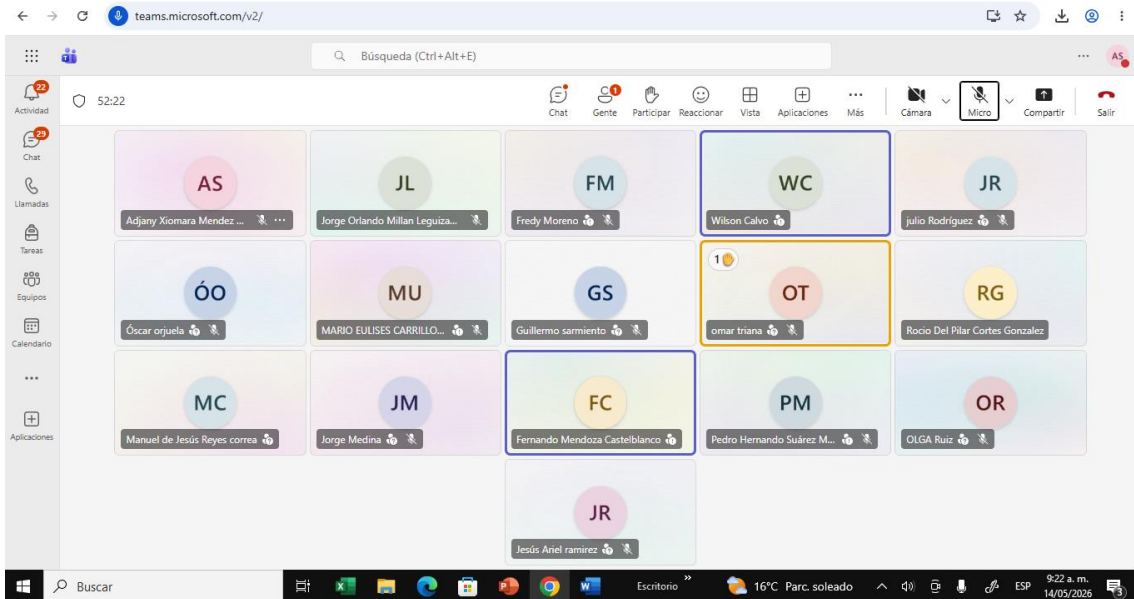 teams.microsoft.com/v2/
Búsqueda (Ctrl+Alt+E)
AS
22
Actividad
52:22
Chat
1
Gente
Participar
Reaccionar
Vista
Aplicaciones
Más
Cámara
Micro
Compartir
Salir
29
Chat
Llamadas
Tareas
Equipos
Calendario
Aplicaciones
AS
Adjany Xiomara Mendez ...
JL
Jorge Orlando Millan Leguiza...
FM
Fredy Moreno
WC
Wilson Calvo
JR
julio Rodríguez
ÓO
Óscar orjuela
MU
MARIO EULISES CARRILLO...
GS
Guillermo sarmiento
1
OT
omar triana
RG
Rocio Del Pilar Cortes Gonzalez
MC
Manuel de Jesús Reyes correa
JM
Jorge Medina
FC
Fernando Mendoza Castelblanco
PM
Pedro Hernando Suárez M...
OR
OLGA Ruiz
JR
Jesús Ariel ramirez
Buscar
Escritorio
16°C Parc. soleado
ESP
9:22 a. m.
14/05/2026
3